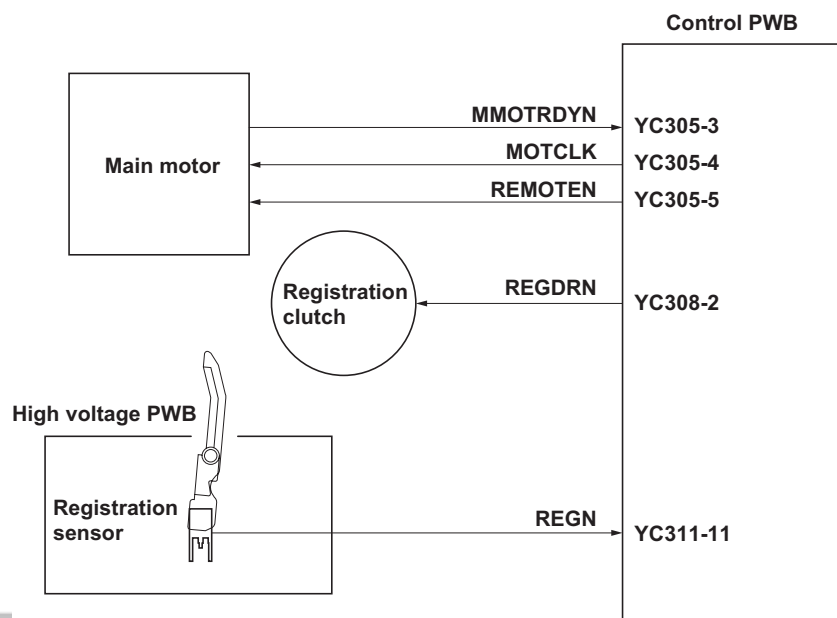 Control PWB
MMOTRDYN
YC305-3
Main motor
MOTCLK
YC305-4
REMOTEN
YC305-5
Registration
clutch
REGDRN
YC308-2
High voltage PWB
Registration
sensor
REGN
YC311-11